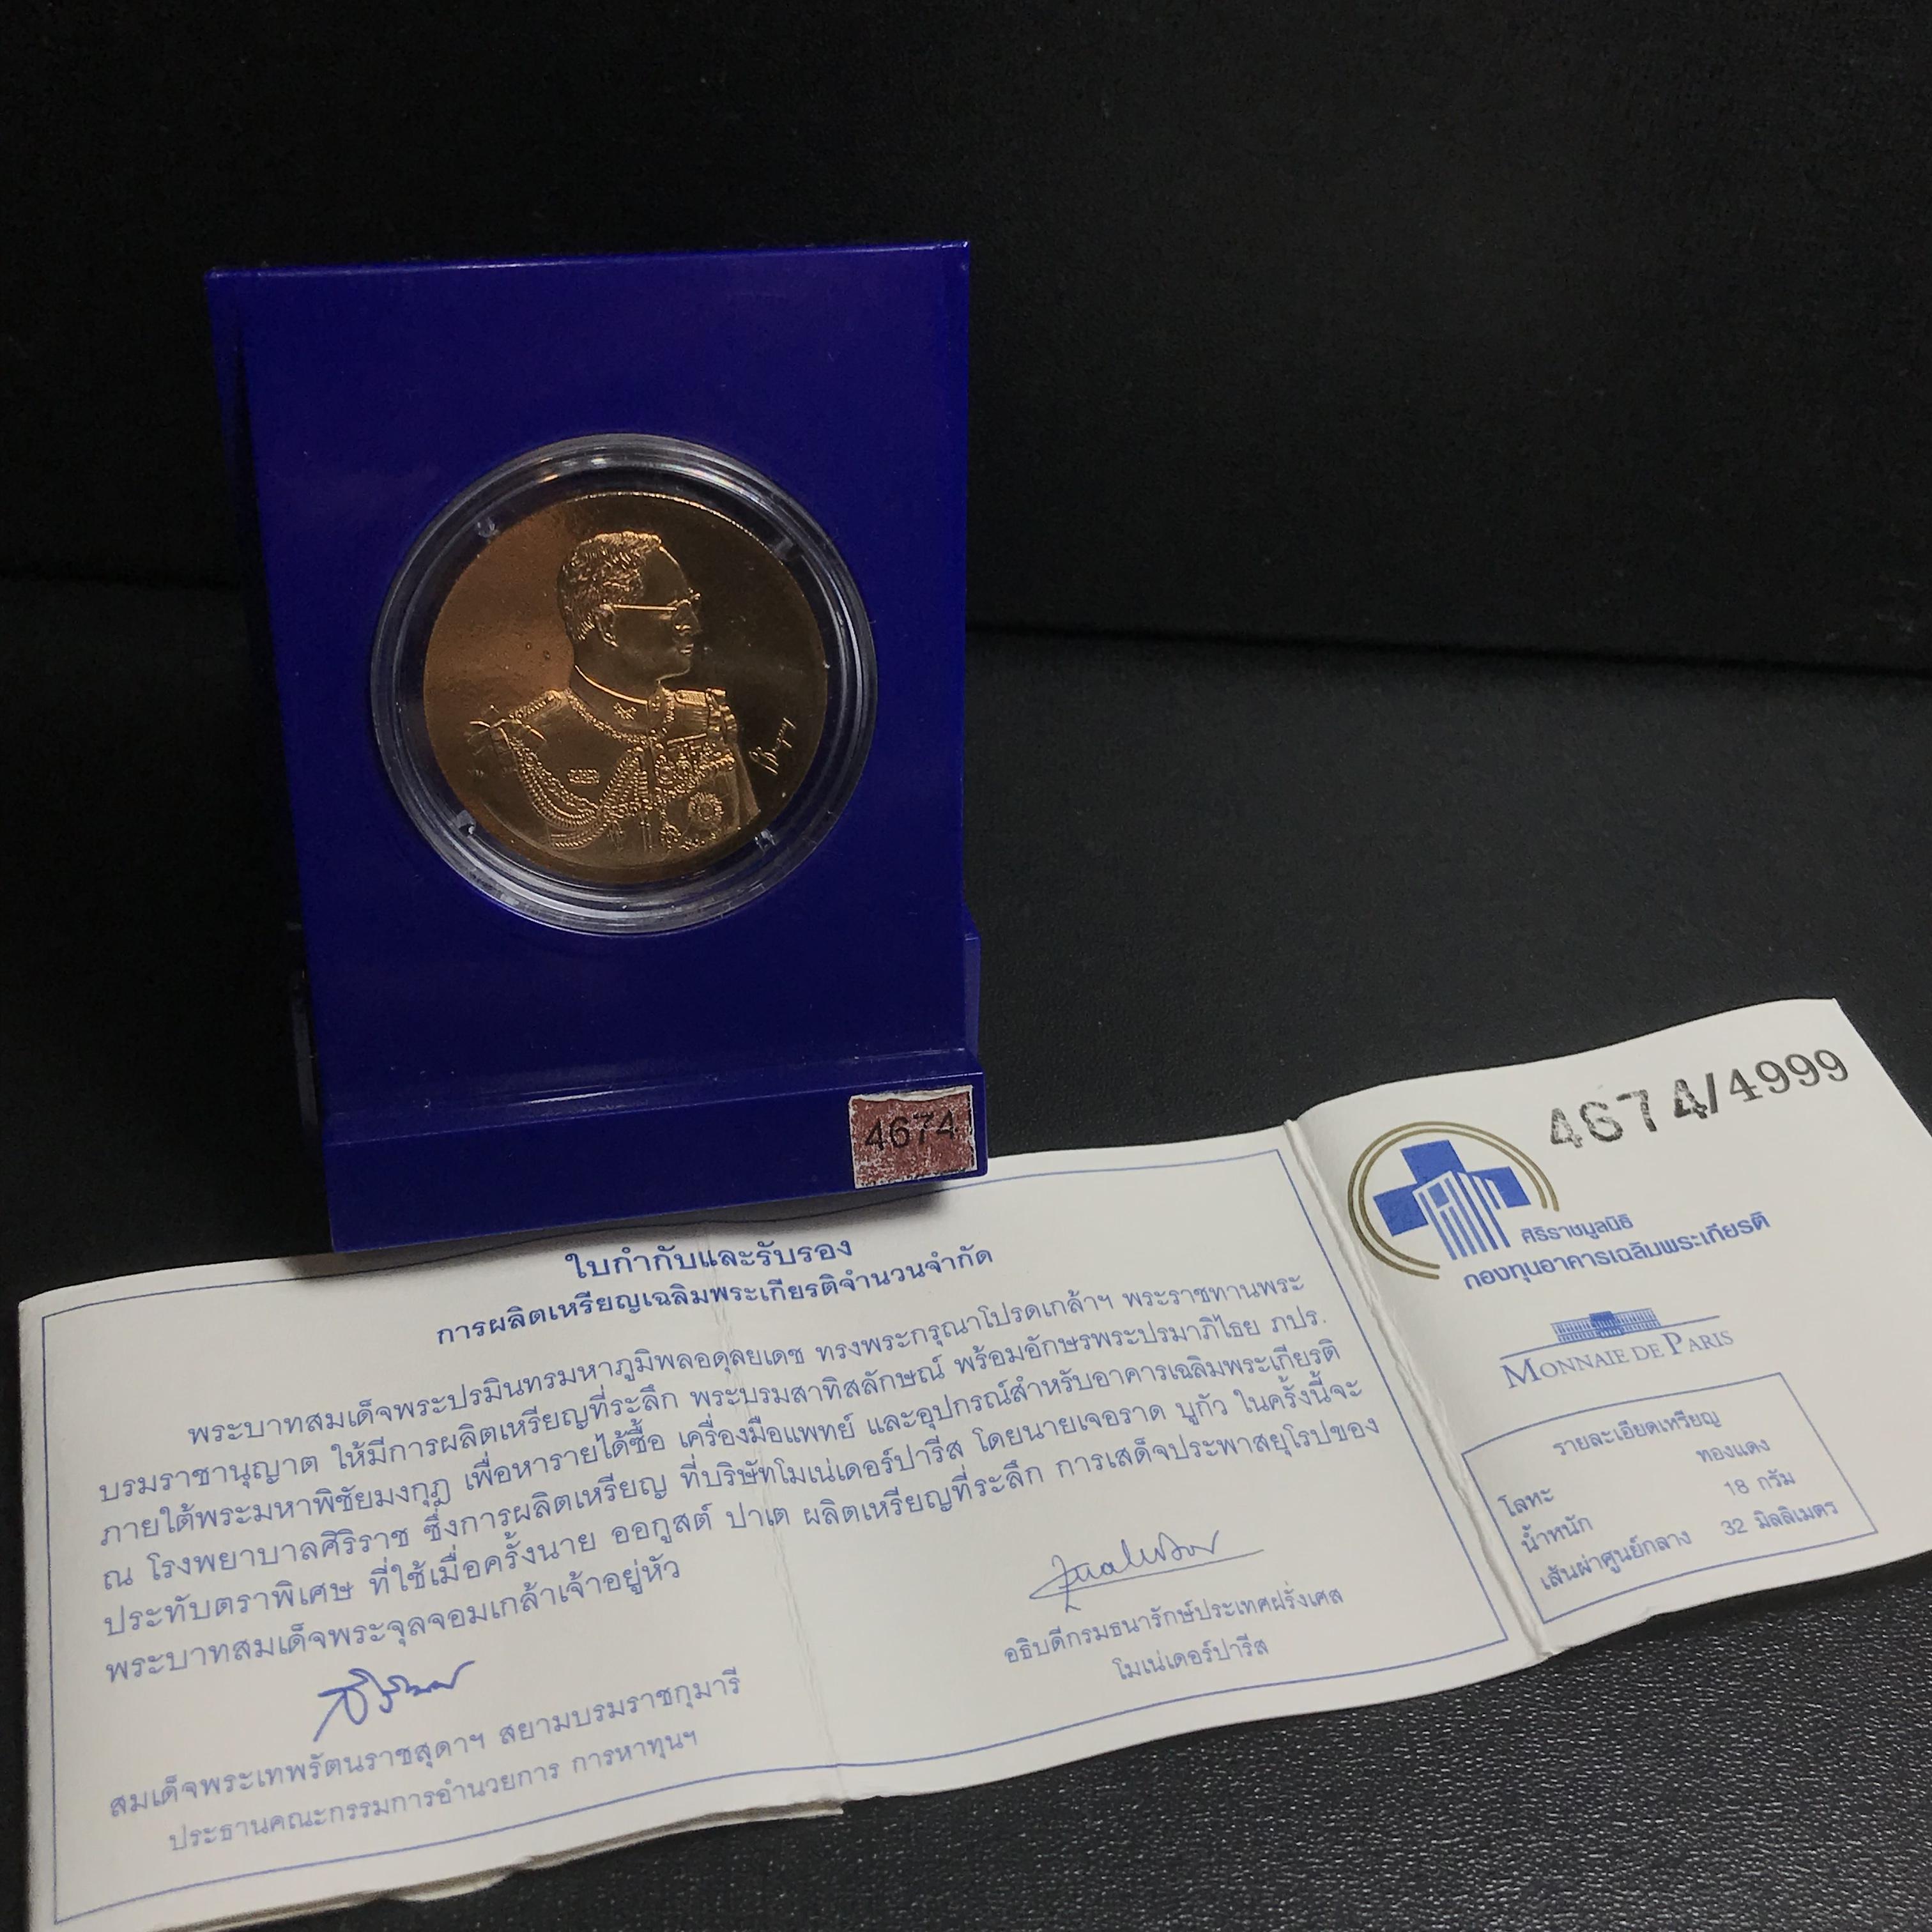 4674
ใบกำกับและรับรอง
การผลิตเหรียญเฉลิมพระเกียรติจำนวนจำกัด
พระบาทสมเด็จพระปรมินทรมหาภูมิพลอดุลยเดช ทรงพระกรุณาโปรดเกล้าฯ พระราชทานพระ
บรมราชานุญาต ให้มีการผลิตเหรียญที่ระลึก พระบรมสาทิสลักษณ์ พร้อมอักษรพระปรมาภิไธย ภปร.
ภายใต้พระมหาพิชัยมงกุฎ เพื่อหารายได้ซื้อ เครื่องมือแพทย์ และอุปกรณ์สำหรับอาคารเฉลิมพระเกียรติ
ณ โรงพยาบาลศิริราช ซึ่งการผลิตเหรียญ ที่บริษัทโมเน่เดอร์ปารีส โดยนายเจอราด บูกัว ในครั้งนี้จะ
ประทับตราพิเศษ ที่ใช้เมื่อครั้งนาย ออกูสต์ ปาเต ผลิตเหรียญที่ระลึก การเสด็จประพาสยุโรปของ
พระบาทสมเด็จพระจุลจอมเกล้าเจ้าอยู่หัว
สมเด็จพระเทพรัตนราชสุดาฯ สยามบรมราชกุมารี
ประธานคณะกรรมการอำนวยการ การหาทุนฯ
อธิบดีกรมธนารักษ์ประเทศฝรั่งเศส
โมเน่เดอร์ปารีส
4674/4999
ศิริราชมูลนิธิ
กองทุนอาคารเฉลิมพระเกียรติ
MONNAIE DE PARIS
รายละเอียดเหรียญ
โลหะ ทองแดง
น้ำหนัก 18 กรัม
เส้นผ่าศูนย์กลาง 32 มิลลิเมตร